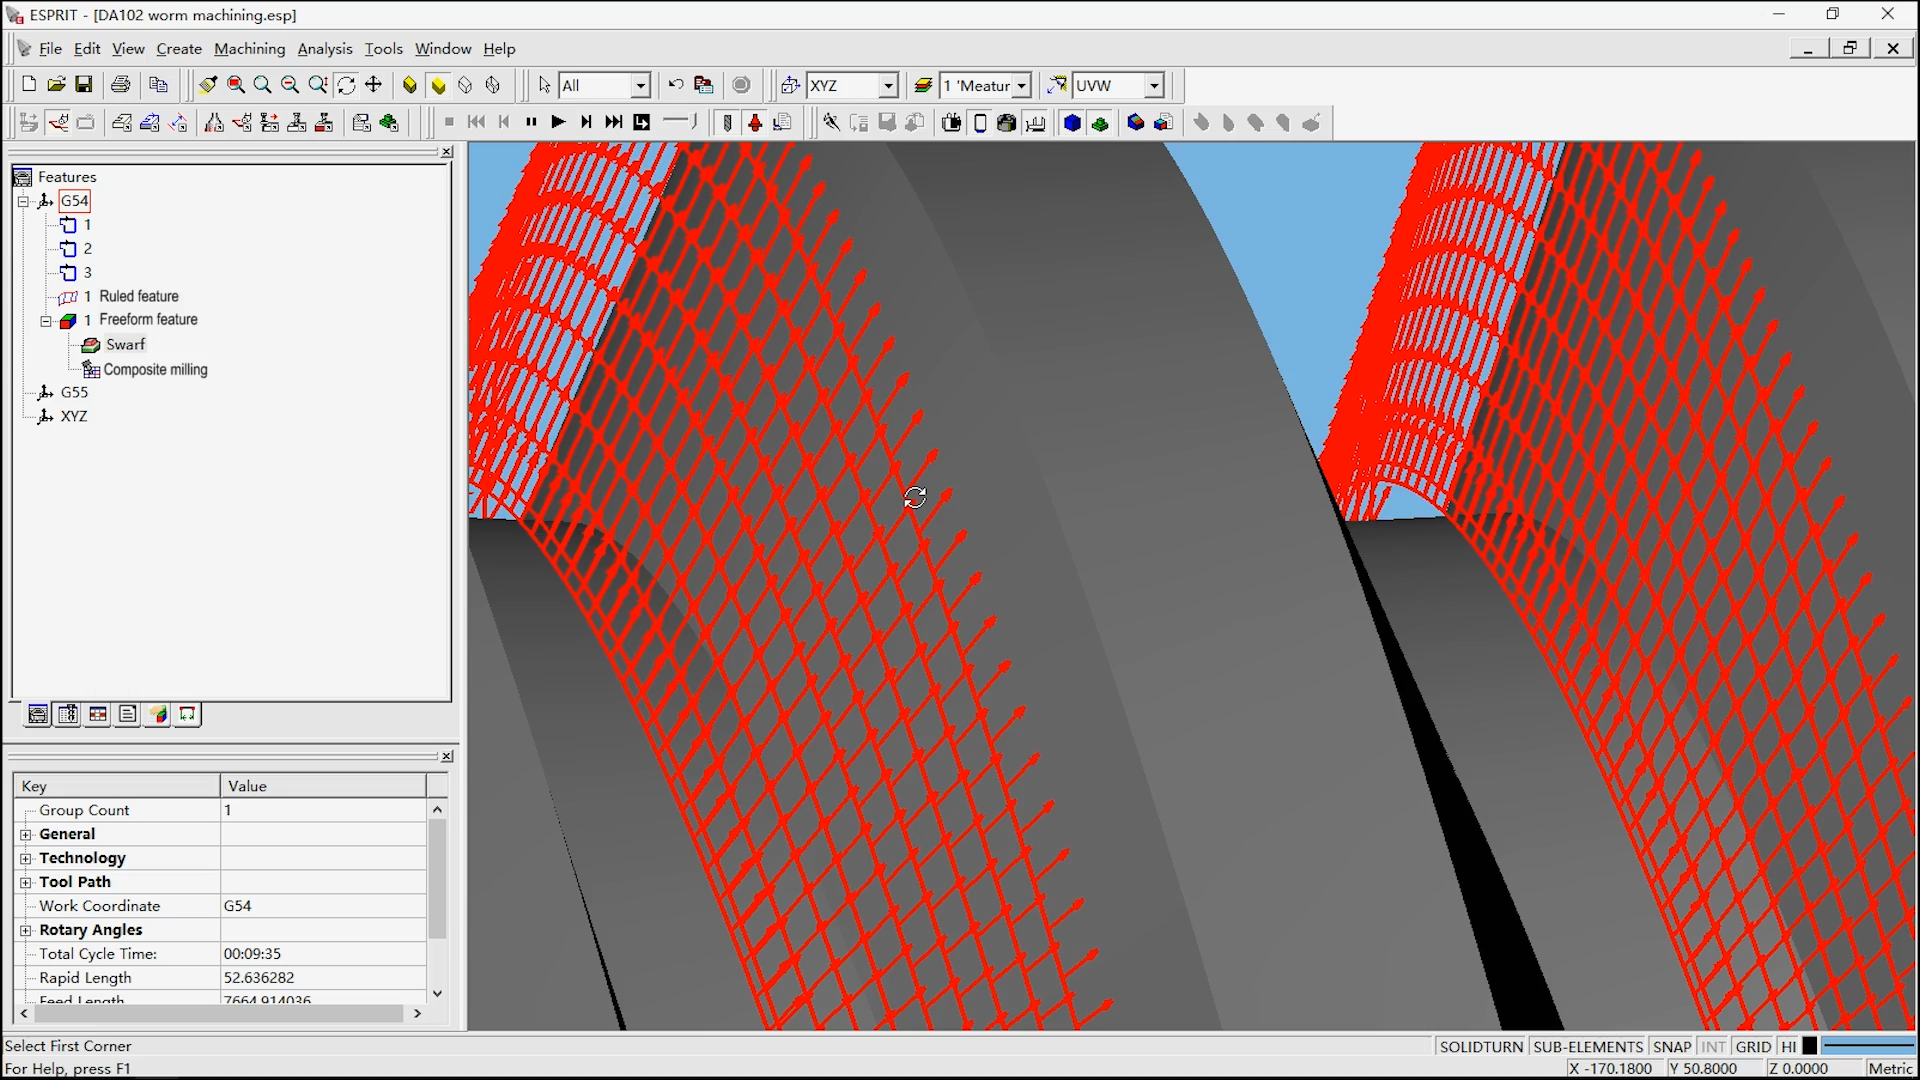 ESPRIT - [DA102 worm machining.esp]
File Edit View Create Machining Analysis Tools Window Help
All XYZ 1 'Meatur UVW
Features
G54
1
2
3
1 Ruled feature
1 Freeform feature
Swarf
Composite milling
G55
XYZ
Key Value
Group Count 1
General
Technology
Tool Path
Work Coordinate G54
Rotary Angles
Total Cycle Time: 00:09:35
Rapid Length 52.636282
Feed Length 7664.914036
Select First Corner SOLIDTURN SUB-ELEMENTS SNAP INT GRID HI
For Help, press F1 X -170.1800 Y 50.8000 Z 0.0000 Metric